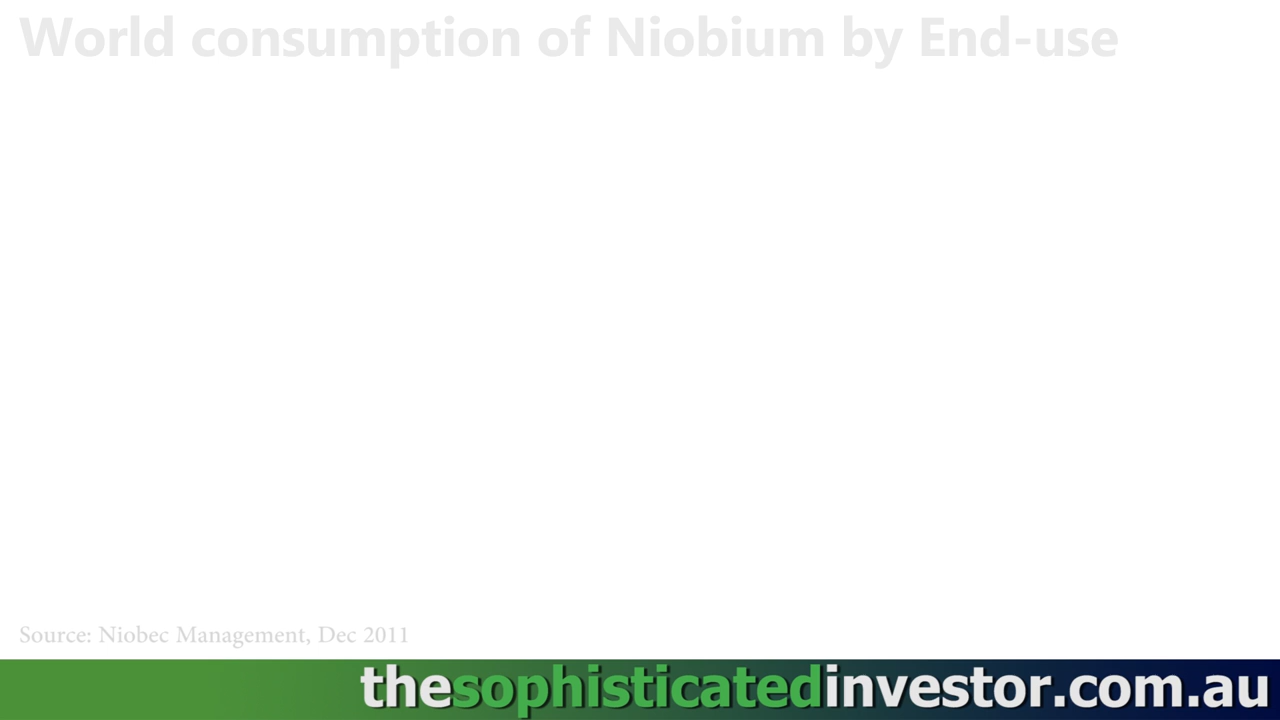 World consumption of Niobium by End-use
Source: Niobec Management, Dec 2011
thesophisticatedinvestor.com.au